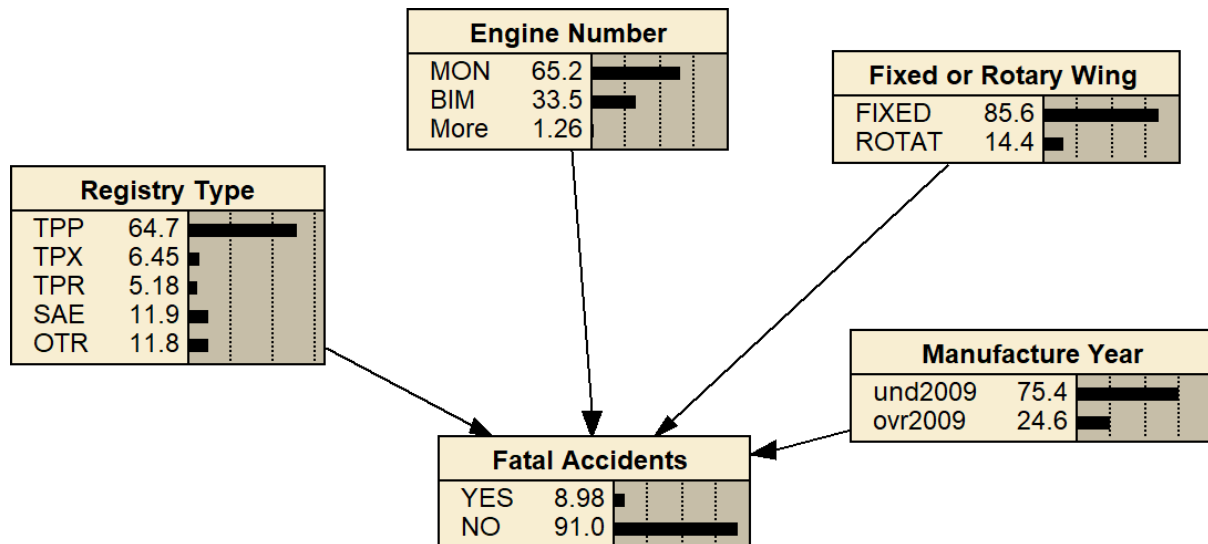 Engine Number
MON 65.2
BIM 33.5
More 1.26
Fixed or Rotary Wing
FIXED 85.6
ROTAT 14.4
Registry Type
TPP 64.7
TPX 6.45
TPR 5.18
SAE 11.9
OTR 11.8
Manufacture Year
und2009 75.4
ovr2009 24.6
Fatal Accidents
YES 8.98
NO 91.0